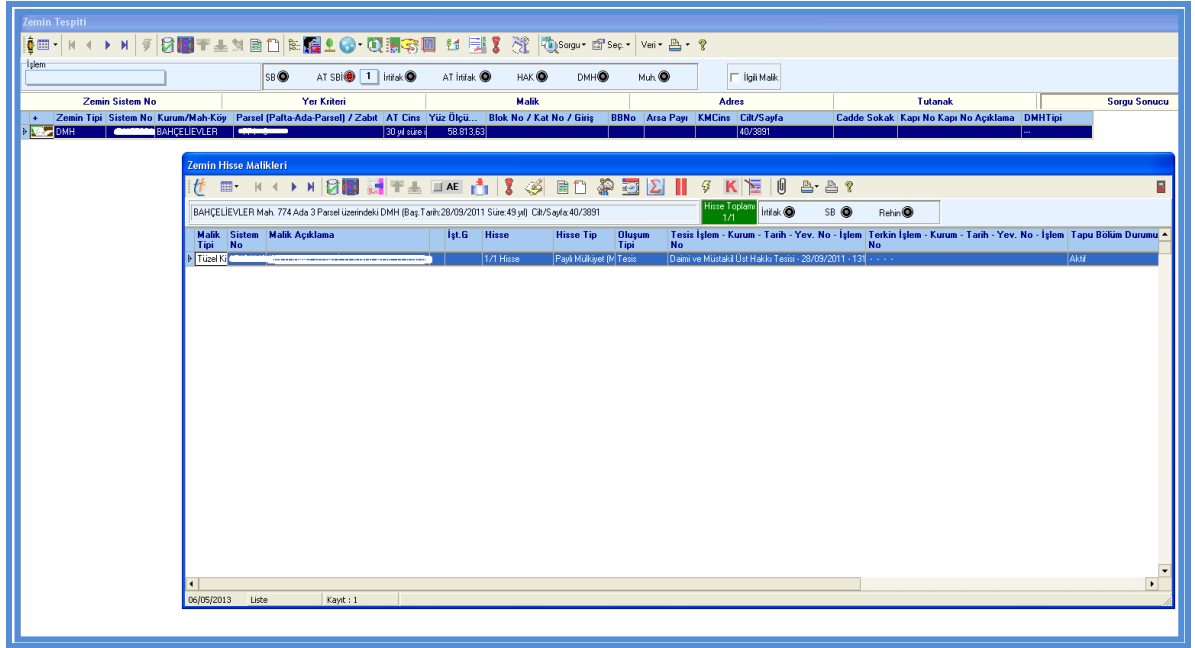 Zemin Tespiti
Sorgu Seç. Veri
İşlem
SB AT SBİ 1 İrtifak AT İrtifak HAK DMH Muh. İlgili Malik
Zemin Sistem No Yer Kriteri Malik Adres Tutanak Sorgu Sonucu
+ Zemin Tipi Sistem No Kurum/Mah-Köy Parsel (Pafta-Ada-Parsel) / Zabıt AT Cins Yüz Ölçü... Blok No / Kat No / Giriş BBNo Arsa Payı KMCins Cilt/Sayfa Cadde Sokak Kapı No Kapı No Açıklama DMHTipi
DMH BAHÇELİEVLER 30 yıl süre i 58.813,63 40/3891 ---
Zemin Hisse Malikleri
AE K
BAHÇELİEVLER Mah. 774 Ada 3 Parsel üzerindeki DMH (Baş.Tarih:28/09/2011 Süre:49 yıl) Cilt/Sayfa:40/3891
Hisse Toplamı
1/1
İrtifak SB Rehin
Malik Tipi Sistem No Malik Açıklama İşt.G Hisse Hisse Tip Oluşum Tipi Tesis İşlem - Kurum - Tarih - Yev. No - İşlem No Terkin İşlem - Kurum - Tarih - Yev. No - İşlem No Tapu Bölüm Durumu
Tüzel Ki 1/1 Hisse Paylı Mülkiyet (M Tesis Daimi ve Müstakil Üst Hakkı Tesisi - 28/09/2011 - 131 - - - - Aktif
06/05/2013 Liste Kayıt : 1